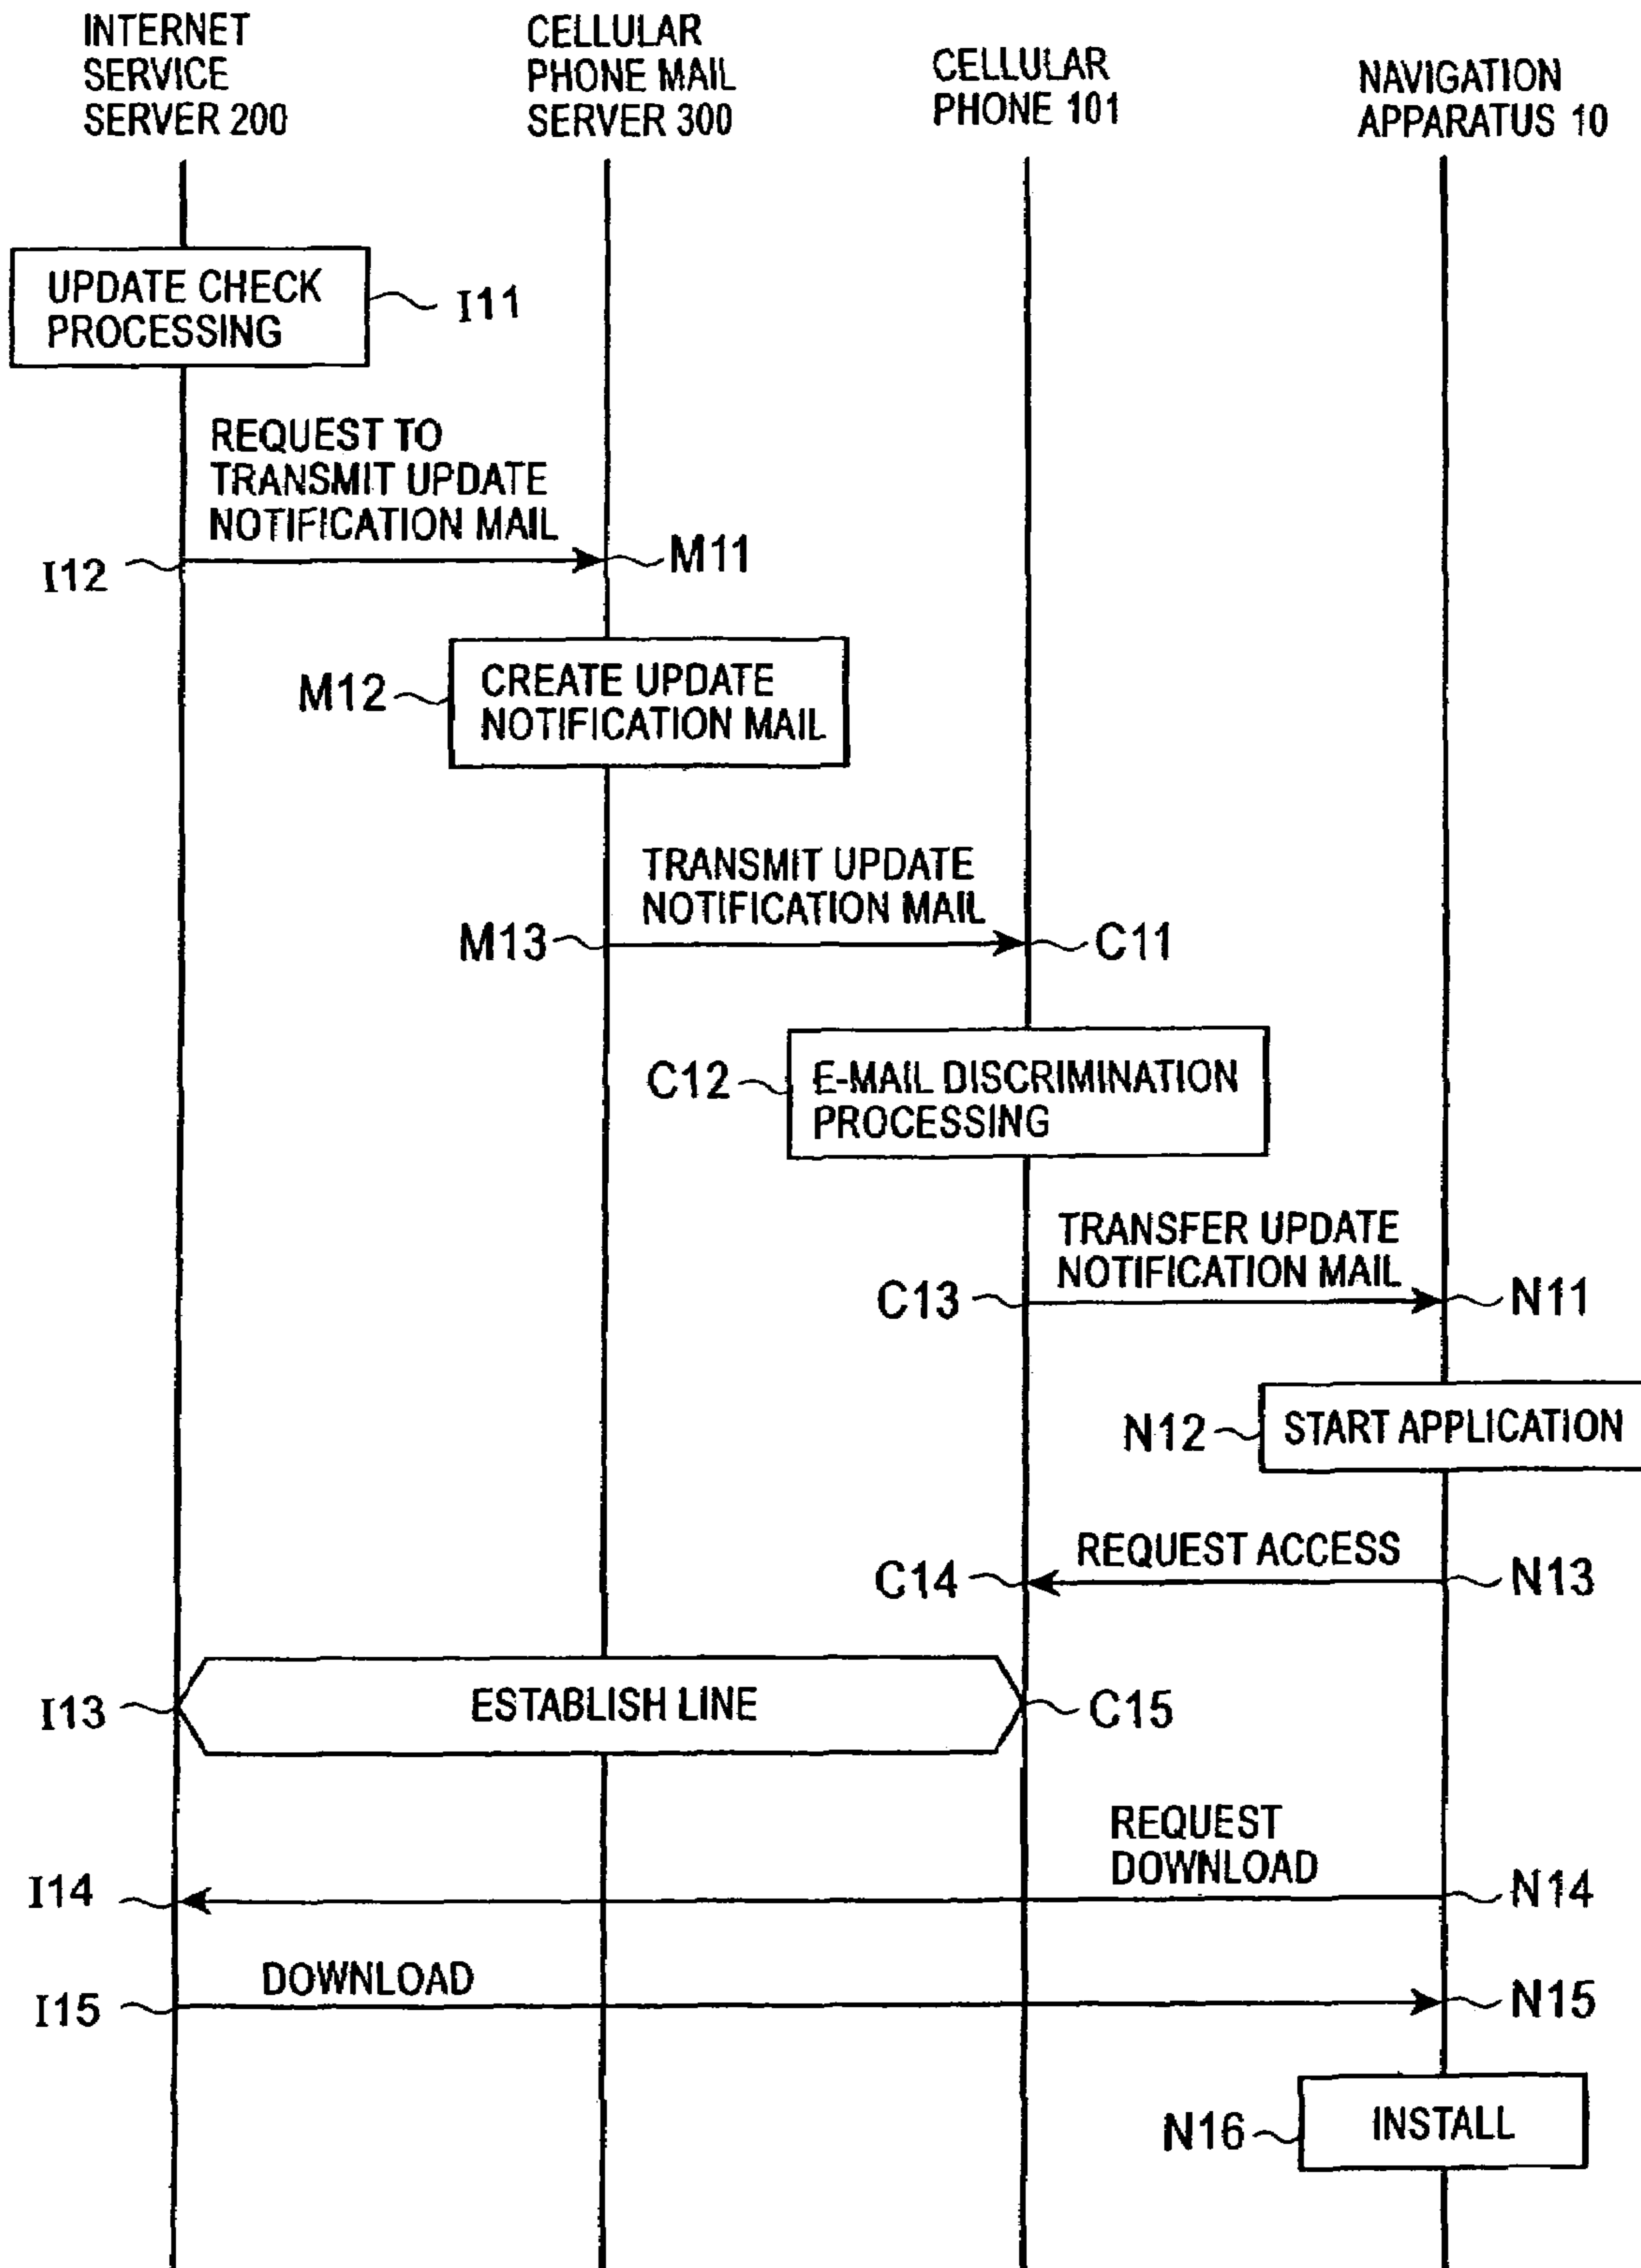 INTERNET
SERVICE
SERVER 200
CELLULAR
PHONE MAIL
SERVER 300
CELLULAR
PHONE 101
NAVIGATION
APPARATUS 10
UPDATE CHECK
PROCESSING
I11
REQUEST TO
TRANSMIT UPDATE
NOTIFICATION MAIL
I12
M11
M12
CREATE UPDATE
NOTIFICATION MAIL
TRANSMIT UPDATE
NOTIFICATION MAIL
M13
C11
C12
E-MAIL DISCRIMINATION
PROCESSING
TRANSFER UPDATE
NOTIFICATION MAIL
C13
N11
N12
START APPLICATION
REQUEST ACCESS
C14
N13
I13
ESTABLISH LINE
C15
REQUEST
DOWNLOAD
I14
N14
DOWNLOAD
I15
N15
N16
INSTALL